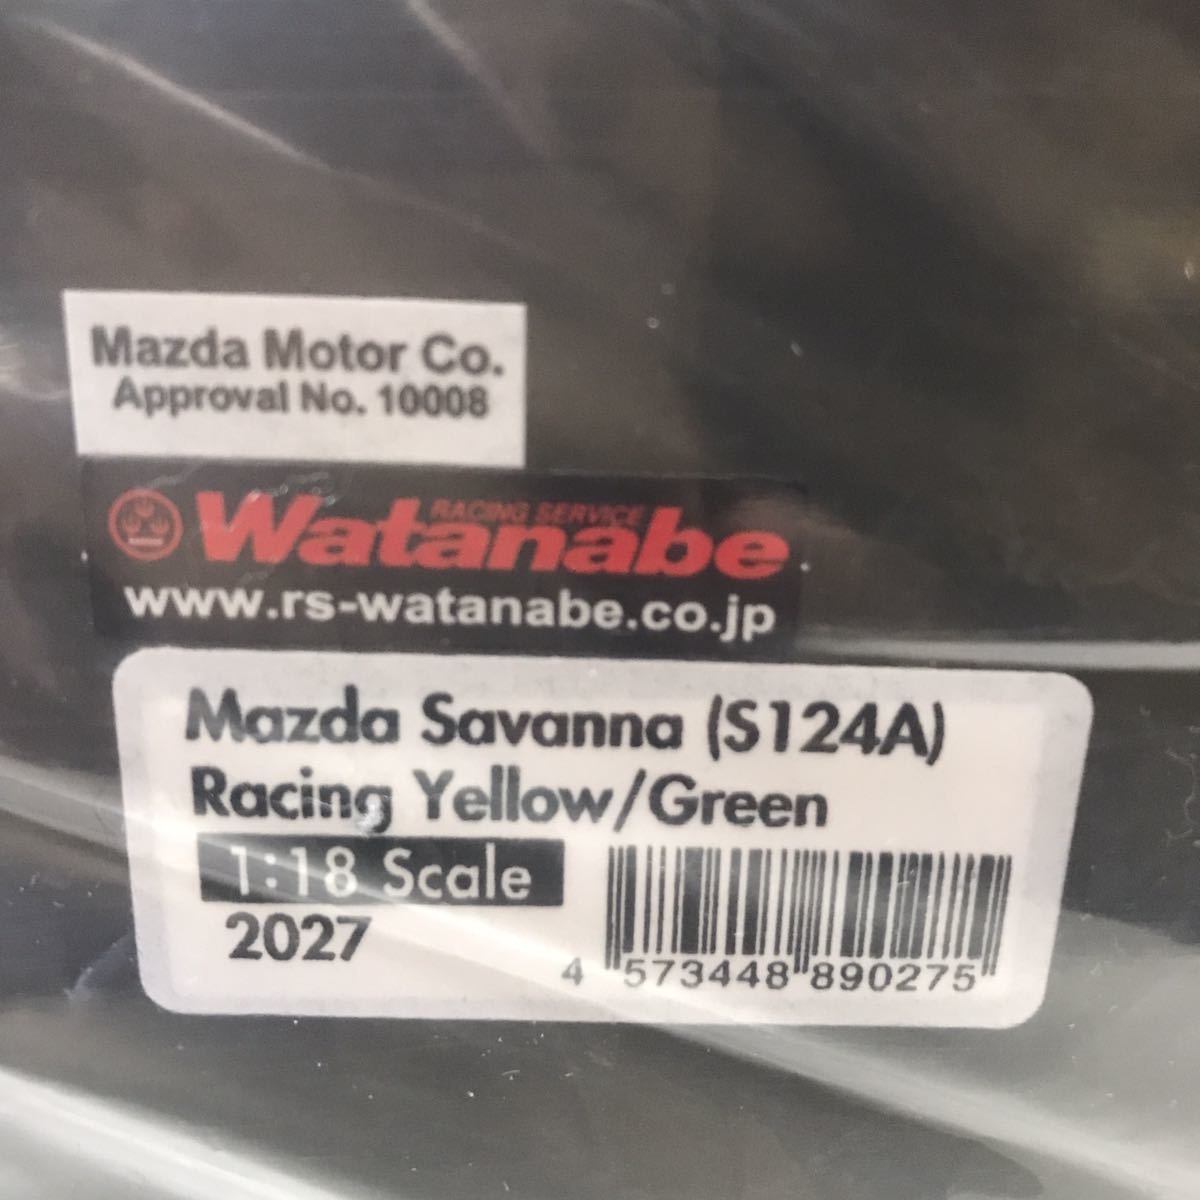 Mazda Motor Co.
Approval No. 10008
RACING SERVICE
Watanabe
www.rs-watanabe.co.jp
Mazda Savanna (S124A)
Racing Yellow/Green
1:18 Scale
2027
4 573448 890275